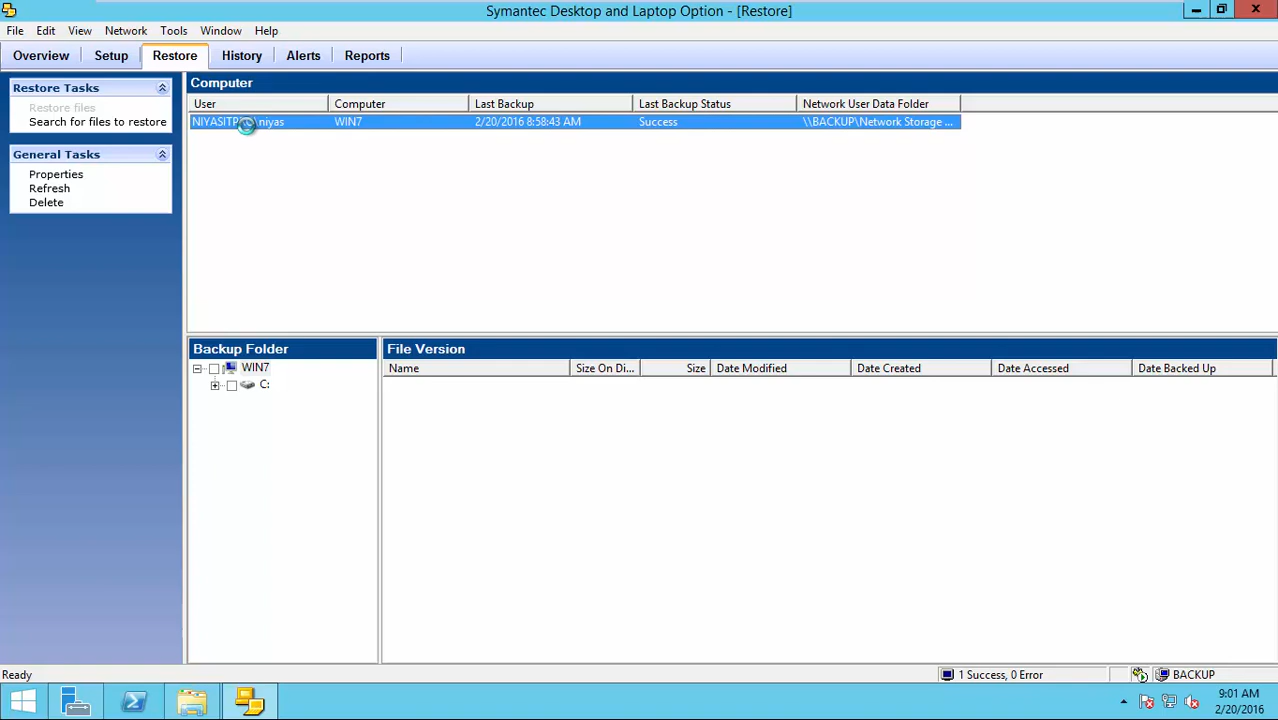 Symantec Desktop and Laptop Option - [Restore]
File Edit View Network Tools Window Help
Overview Setup Restore History Alerts Reports
Restore Tasks
Restore files
Search for files to restore
General Tasks
Properties
Refresh
Delete
Computer
User Computer Last Backup Last Backup Status Network User Data Folder
niyas WIN7 2/20/2016 8:58:43 AM Success \\BACKUP\Network Storage ...
Backup Folder
WIN7
C:
File Version
Name Size On Di... Size Date Modified Date Created Date Accessed Date Backed Up
Ready 1 Success, 0 Error BACKUP
9:01 AM
2/20/2016